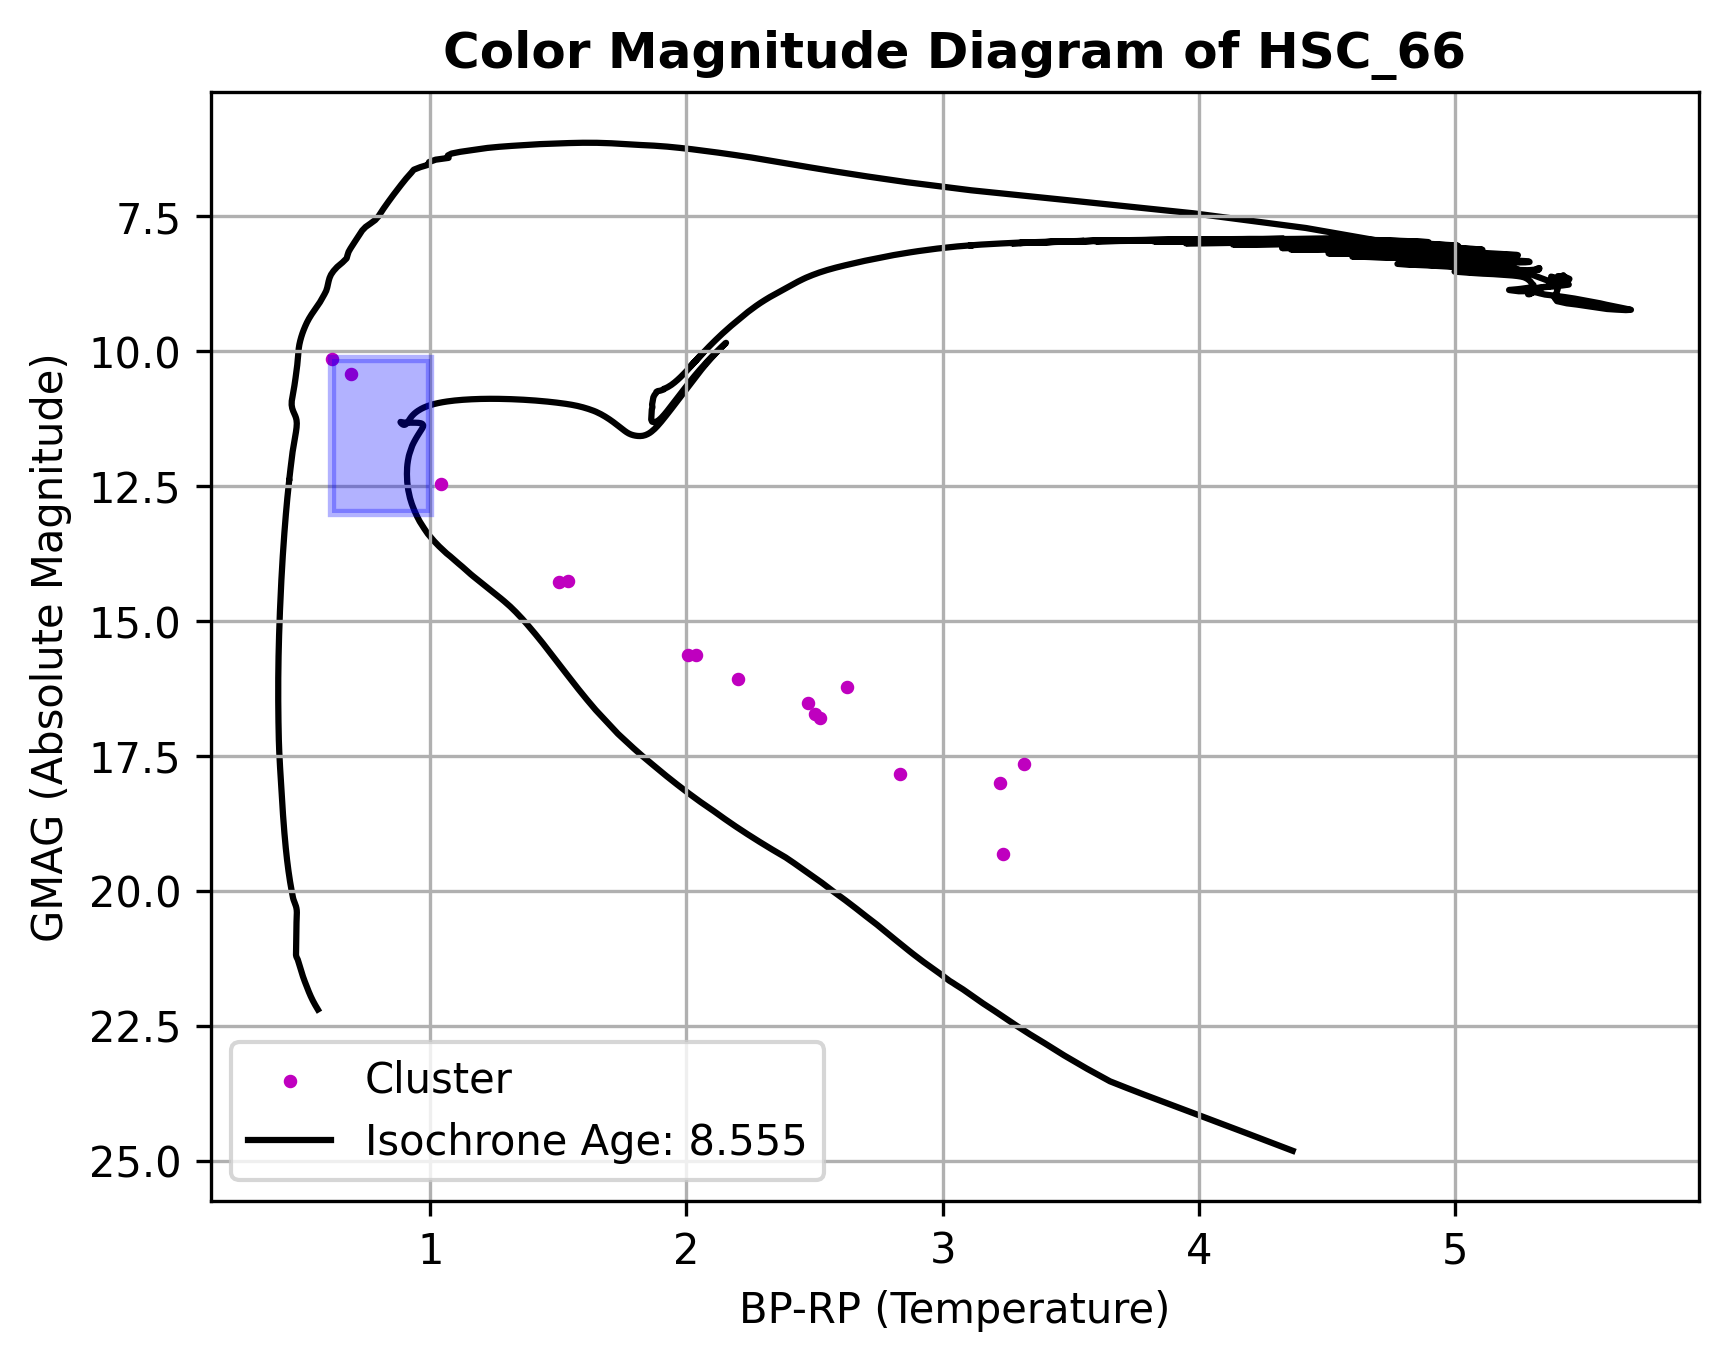 Color Magnitude Diagram of HSC_66
GMAG (Absolute Magnitude)
7.5
10.0
12.5
15.0
17.5
20.0
22.5
25.0
Cluster
Isochrone Age: 8.555
1 2 3 4 5
BP-RP (Temperature)